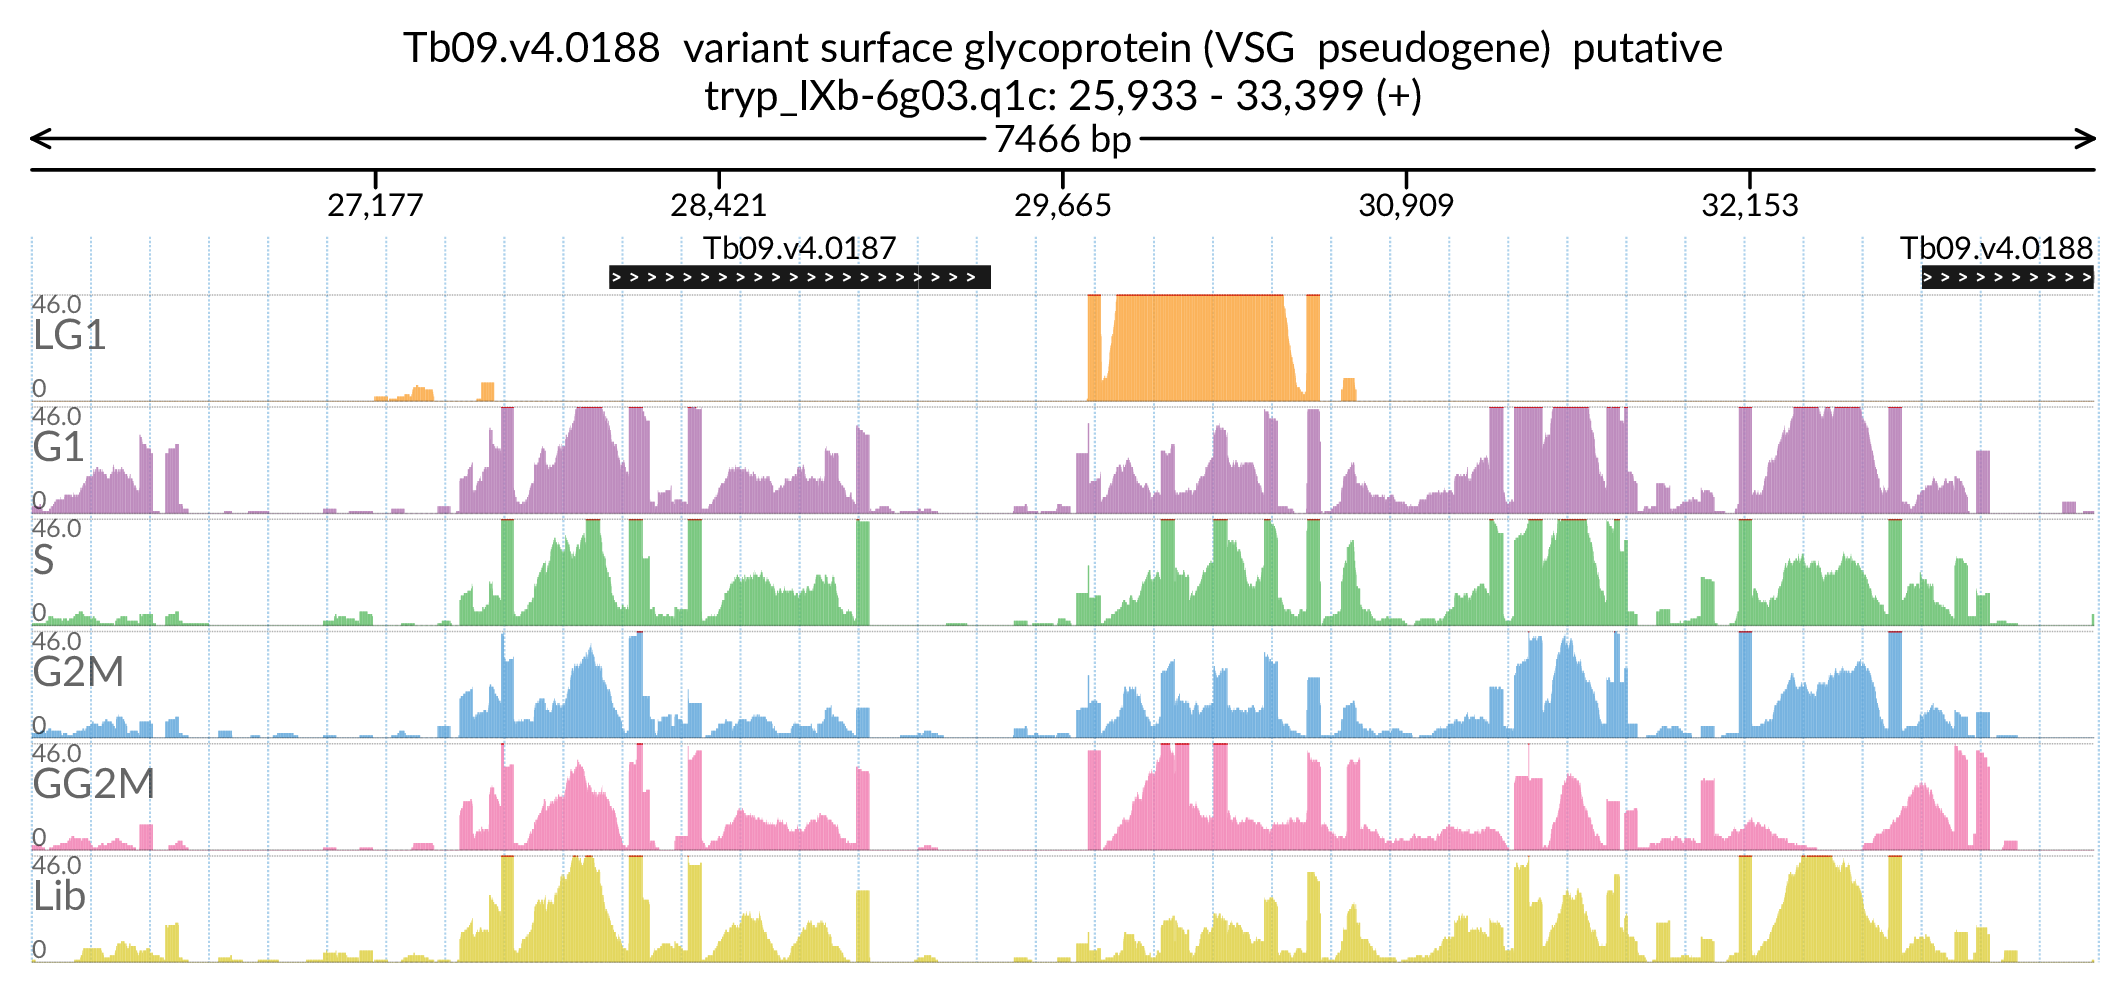 Tb09.v4.0188 variant surface glycoprotein (VSG pseudogene) putative
tryp_IXb-6g03.q1c: 25,933 - 33,399 (+)
7466 bp
27,177 28,421 29,665 30,909 32,153
Tb09.v4.0187 Tb09.v4.0188
46.0
LG1
0
46.0
G1
0
46.0
S
0
46.0
G2M
0
46.0
GG2M
0
46.0
Lib
0